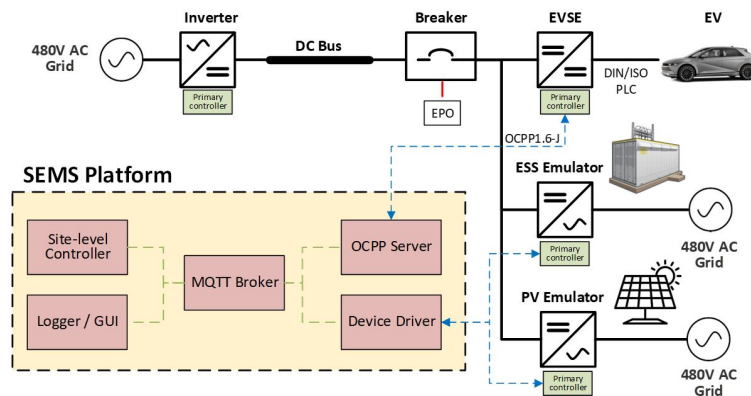 Inverter
Breaker
EVSE
EV
480V AC
Grid
DC Bus
DIN/ISO
PLC
Primary
controller
EPO
Primary
controller
OCPP1.6-J
SEMS Platform
ESS Emulator
Site-level
Controller
OCPP Server
MQTT Broker
Primary
controller
480V AC
Grid
Logger / GUI
Device Driver
PV Emulator
Primary
controller
480V AC
Grid